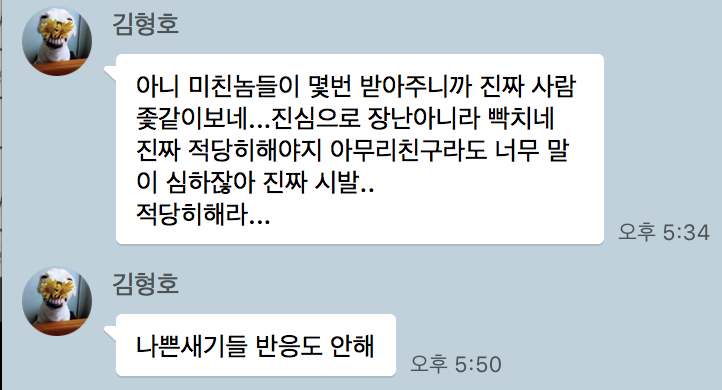 김형호
아니 미친놈들이 몇번 받아주니까 진짜 사람
좇같이보네...진심으로 장난아니라 빡치네
진짜 적당히해야지 아무리친구라도 너무 말
이 심하잖아 진짜 시발..
적당히해라...
오후 5:34
김형호
나쁜새기들 반응도 안해
오후 5:50